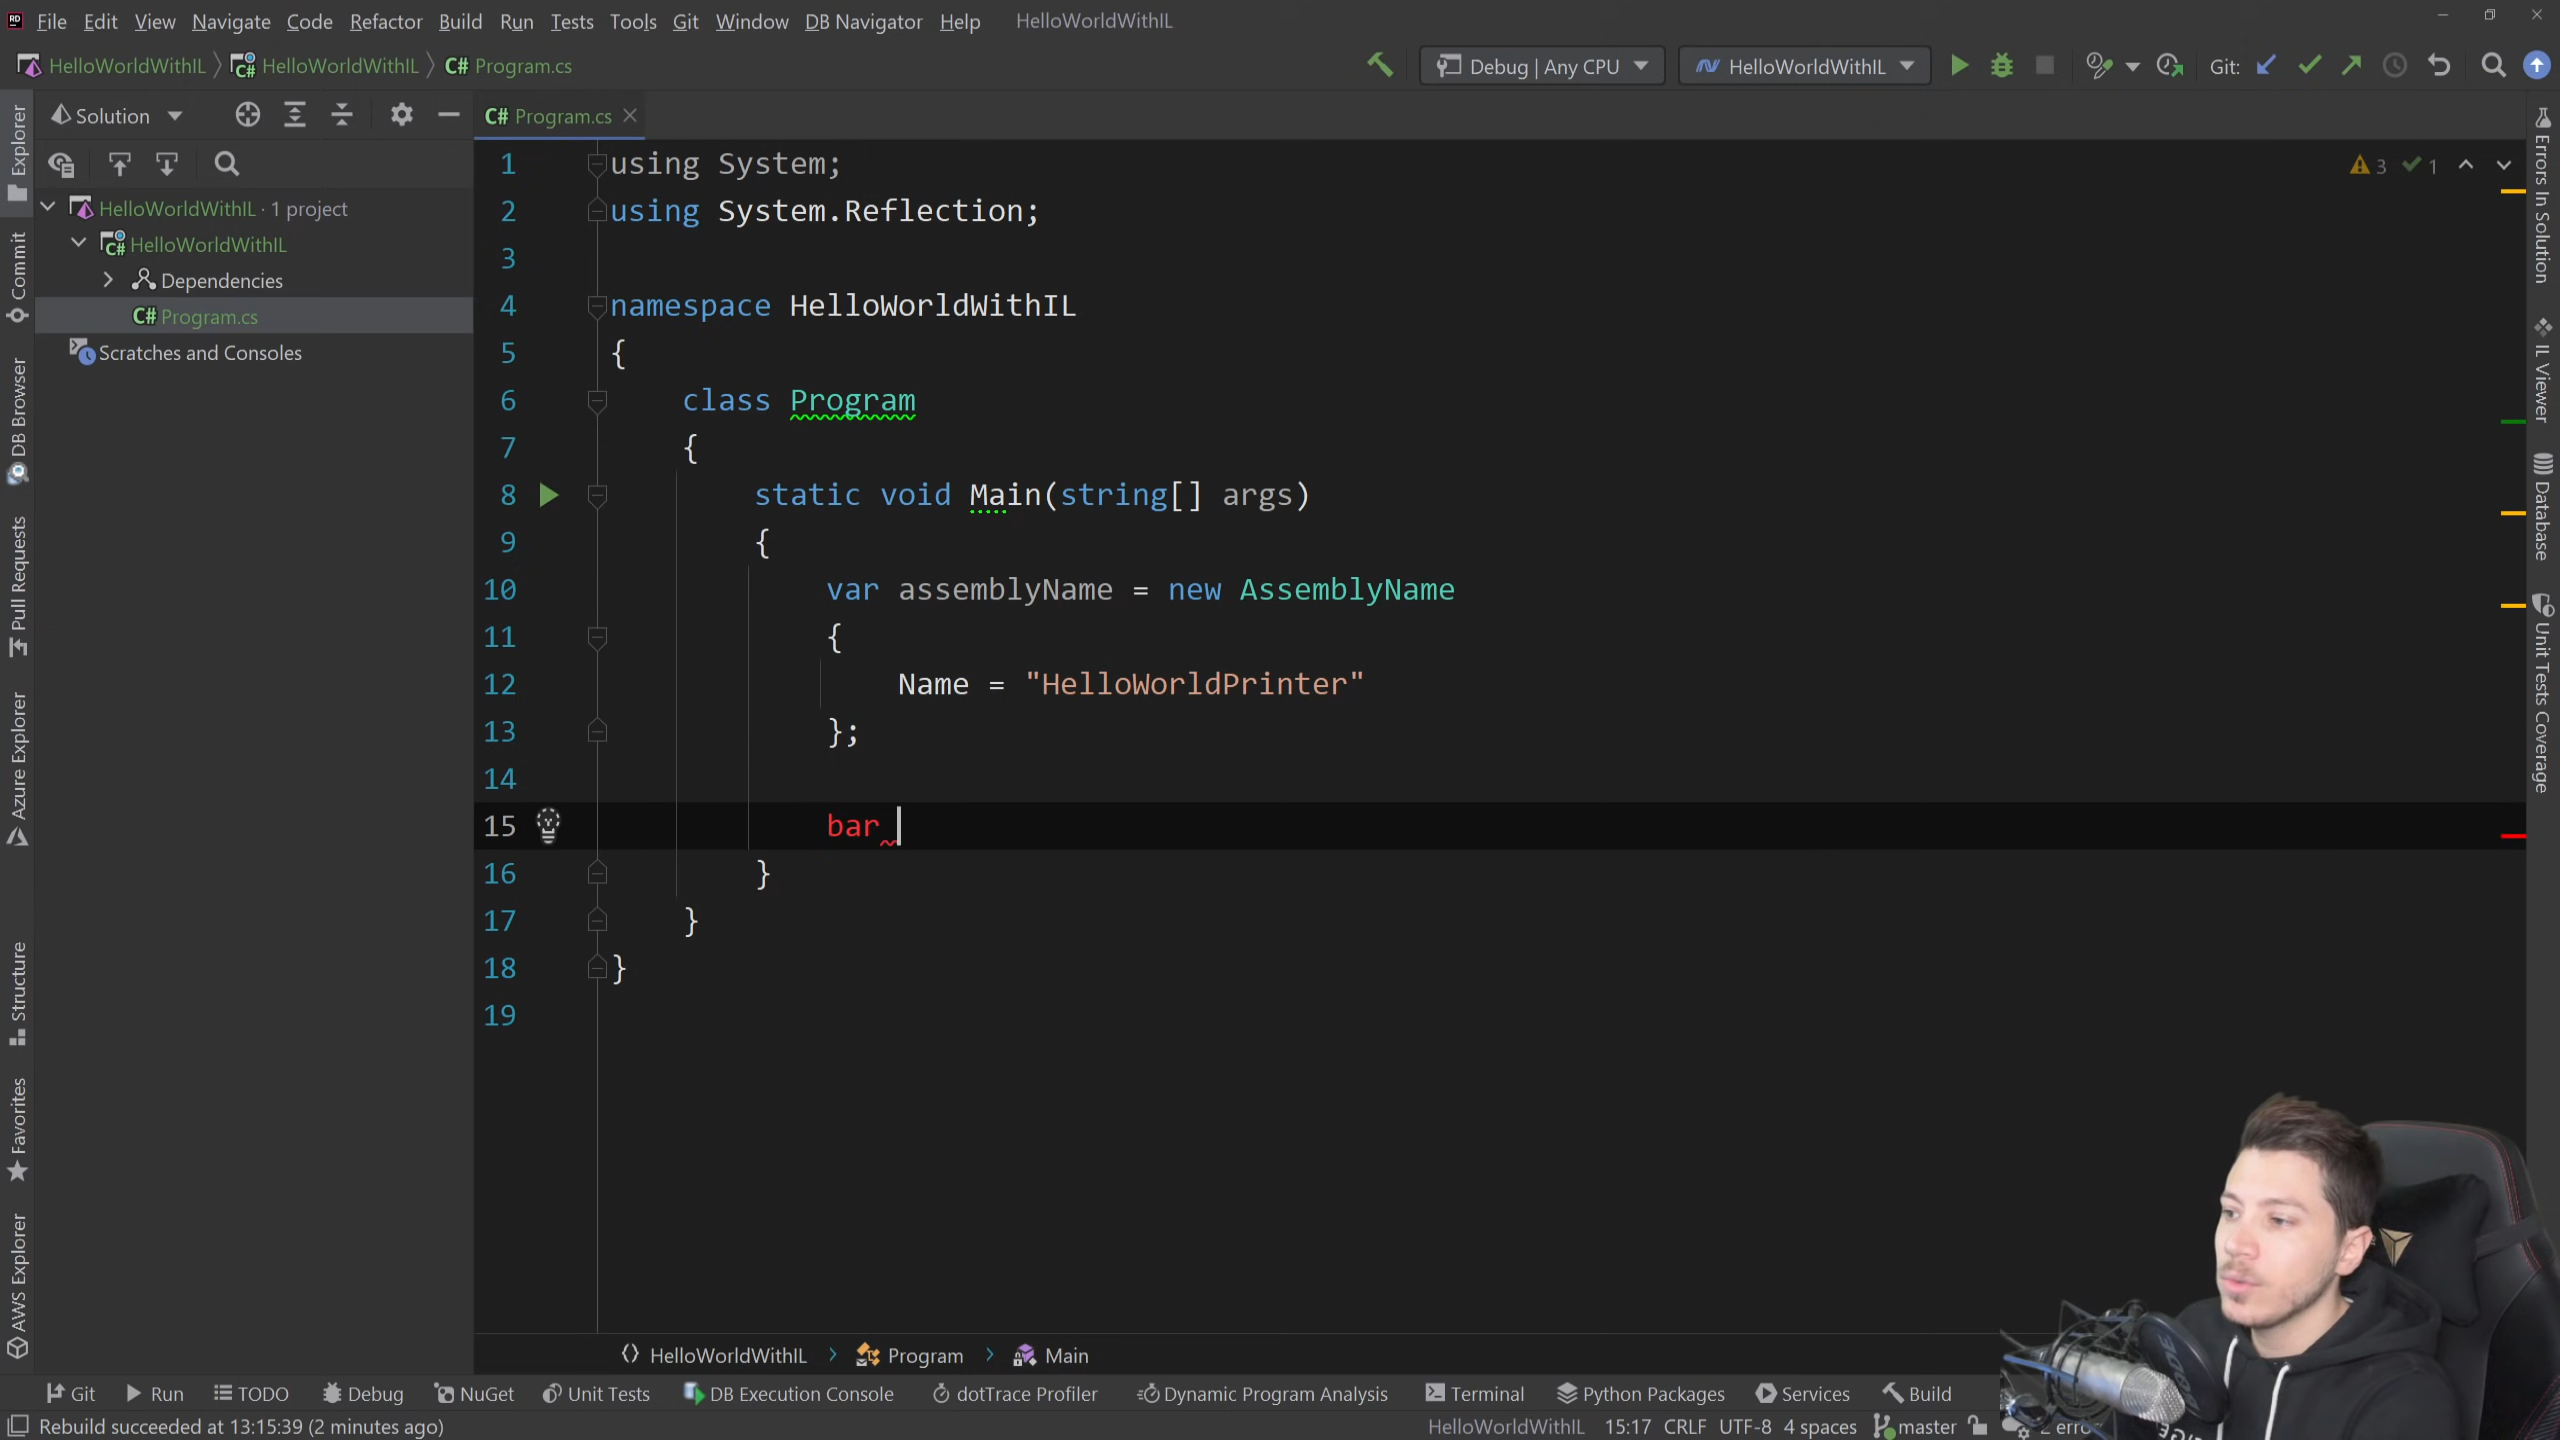 File Edit View Navigate Code Refactor Build Run Tests Tools Git Window DB Navigator Help HelloWorldWithIL
HelloWorldWithIL HelloWorldWithIL C# Program.cs Debug | Any CPU HelloWorldWithIL Git:
Solution
C# Program.cs
HelloWorldWithIL · 1 project
HelloWorldWithIL
Dependencies
C# Program.cs
Scratches and Consoles
Explorer
Commit
DB Browser
Pull Requests
Azure Explorer
Structure
Favorites
AWS Explorer
1 using System;
2 using System.Reflection;
3
4 namespace HelloWorldWithIL
5 {
6 class Program
7 {
8 static void Main(string[] args)
9 {
10 var assemblyName = new AssemblyName
11 {
12 Name = "HelloWorldPrinter"
13 };
14
15 bar
16 }
17 }
18 }
19
3 1
Errors In Solution
IL Viewer
Database
Unit Tests Coverage
HelloWorldWithIL Program Main
Git Run TODO Debug NuGet Unit Tests DB Execution Console dotTrace Profiler Dynamic Program Analysis Terminal Python Packages Services Build
Rebuild succeeded at 13:15:39 (2 minutes ago) HelloWorldWithIL 15:17 CRLF UTF-8 4 spaces master